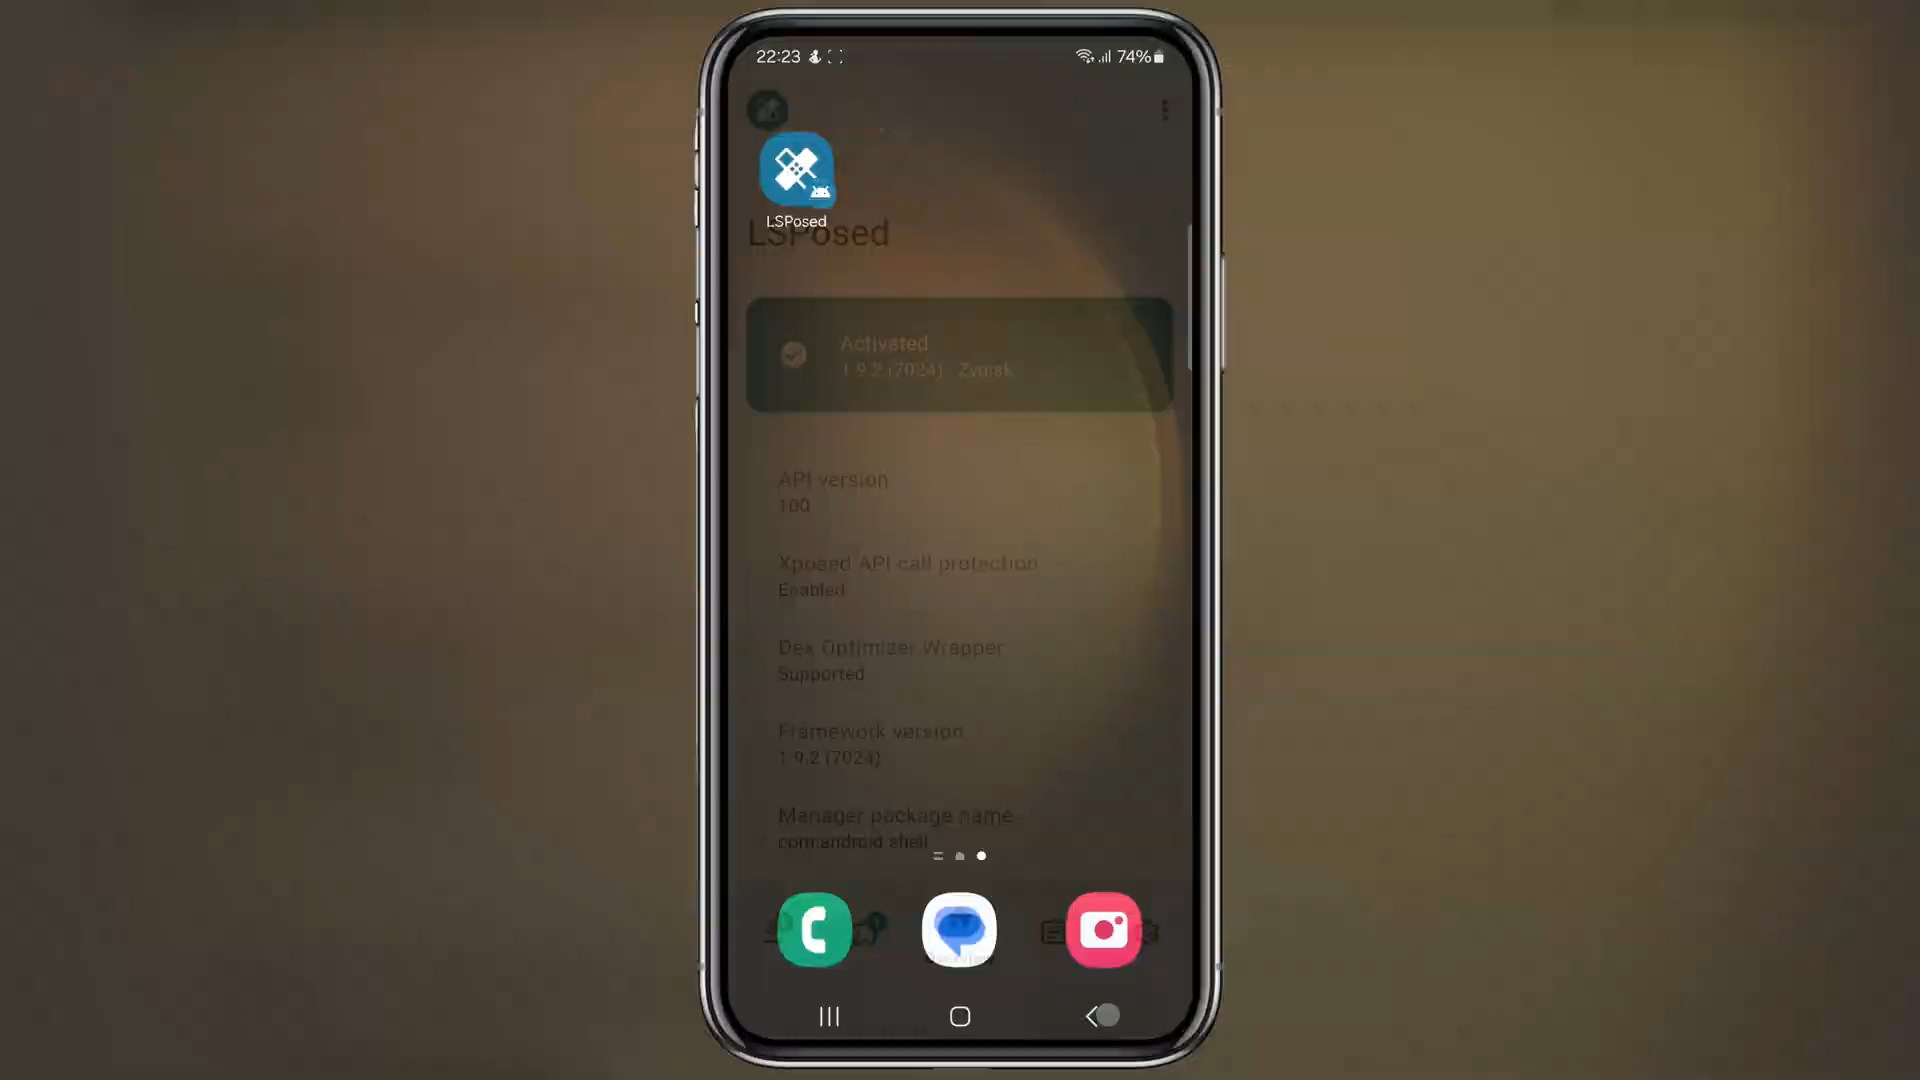 22:23
74%
LSPosed
LSPosed
Activated
1.9.2 (7024) - Zygisk
API version
100
Xposed API call protection
Enabled
Dex Optimizer Wrapper
Supported
Framework version
1.9.2 (7024)
Manager package name
com.android.shell